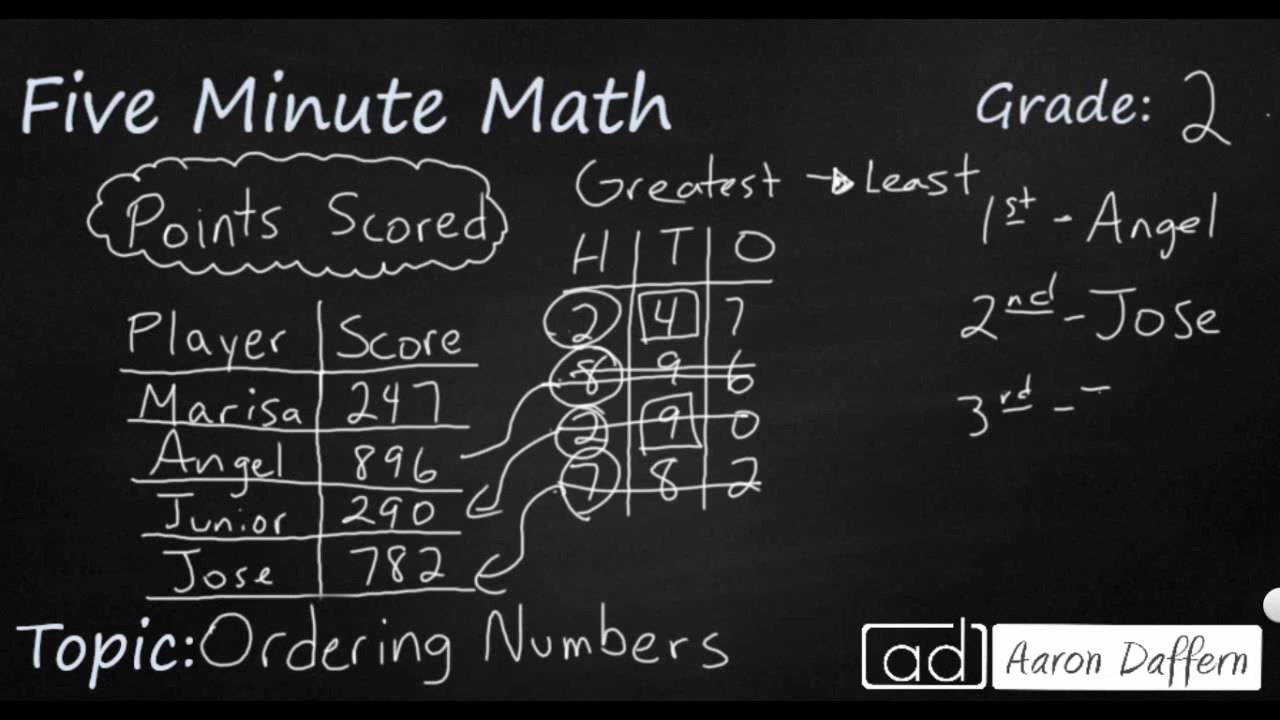 Five Minute Math
Grade: 2
Points Scored
Player Score
Marisa 247
Angel 896
Junior 290
Jose 782
Greatest → Least
H T O
2 4 7
8 9 6
2 9 0
7 8 2
1st - Angel
2nd - Jose
3rd -
Topic: Ordering Numbers
ad Aaron Daffern